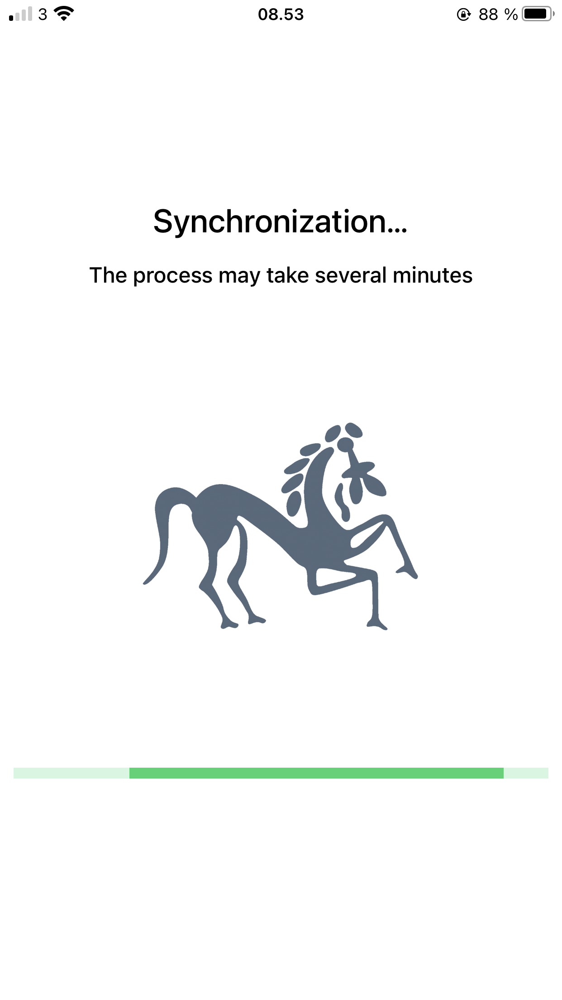 3 08.53 88 %
Synchronization...
The process may take several minutes